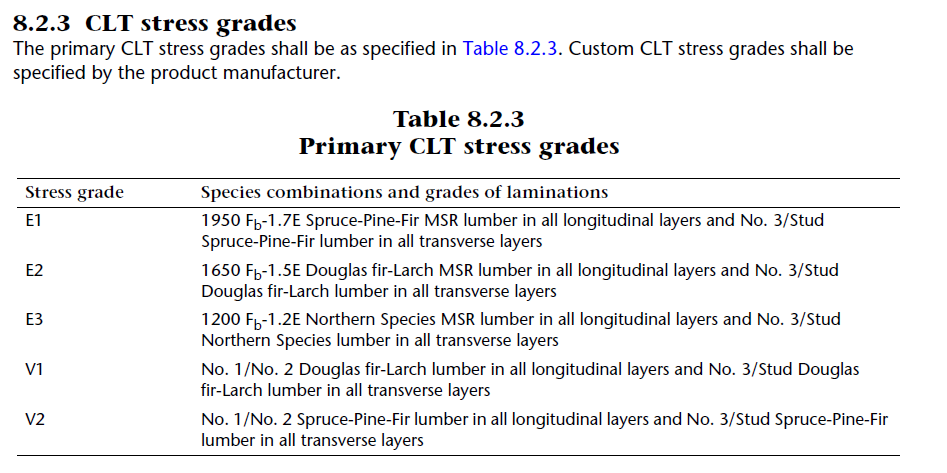 8.2.3 CLT stress grades
The primary CLT stress grades shall be as specified in Table 8.2.3. Custom CLT stress grades shall be
specified by the product manufacturer.
Table 8.2.3
Primary CLT stress grades
Stress grade Species combinations and grades of laminations
E1 1950 Fb-1.7E Spruce-Pine-Fir MSR lumber in all longitudinal layers and No. 3/Stud
Spruce-Pine-Fir lumber in all transverse layers
E2 1650 Fb-1.5E Douglas fir-Larch MSR lumber in all longitudinal layers and No. 3/Stud
Douglas fir-Larch lumber in all transverse layers
E3 1200 Fb-1.2E Northern Species MSR lumber in all longitudinal layers and No. 3/Stud
Northern Species lumber in all transverse layers
V1 No. 1/No. 2 Douglas fir-Larch lumber in all longitudinal layers and No. 3/Stud Douglas
fir-Larch lumber in all transverse layers
V2 No. 1/No. 2 Spruce-Pine-Fir lumber in all longitudinal layers and No. 3/Stud Spruce-Pine-Fir
lumber in all transverse layers